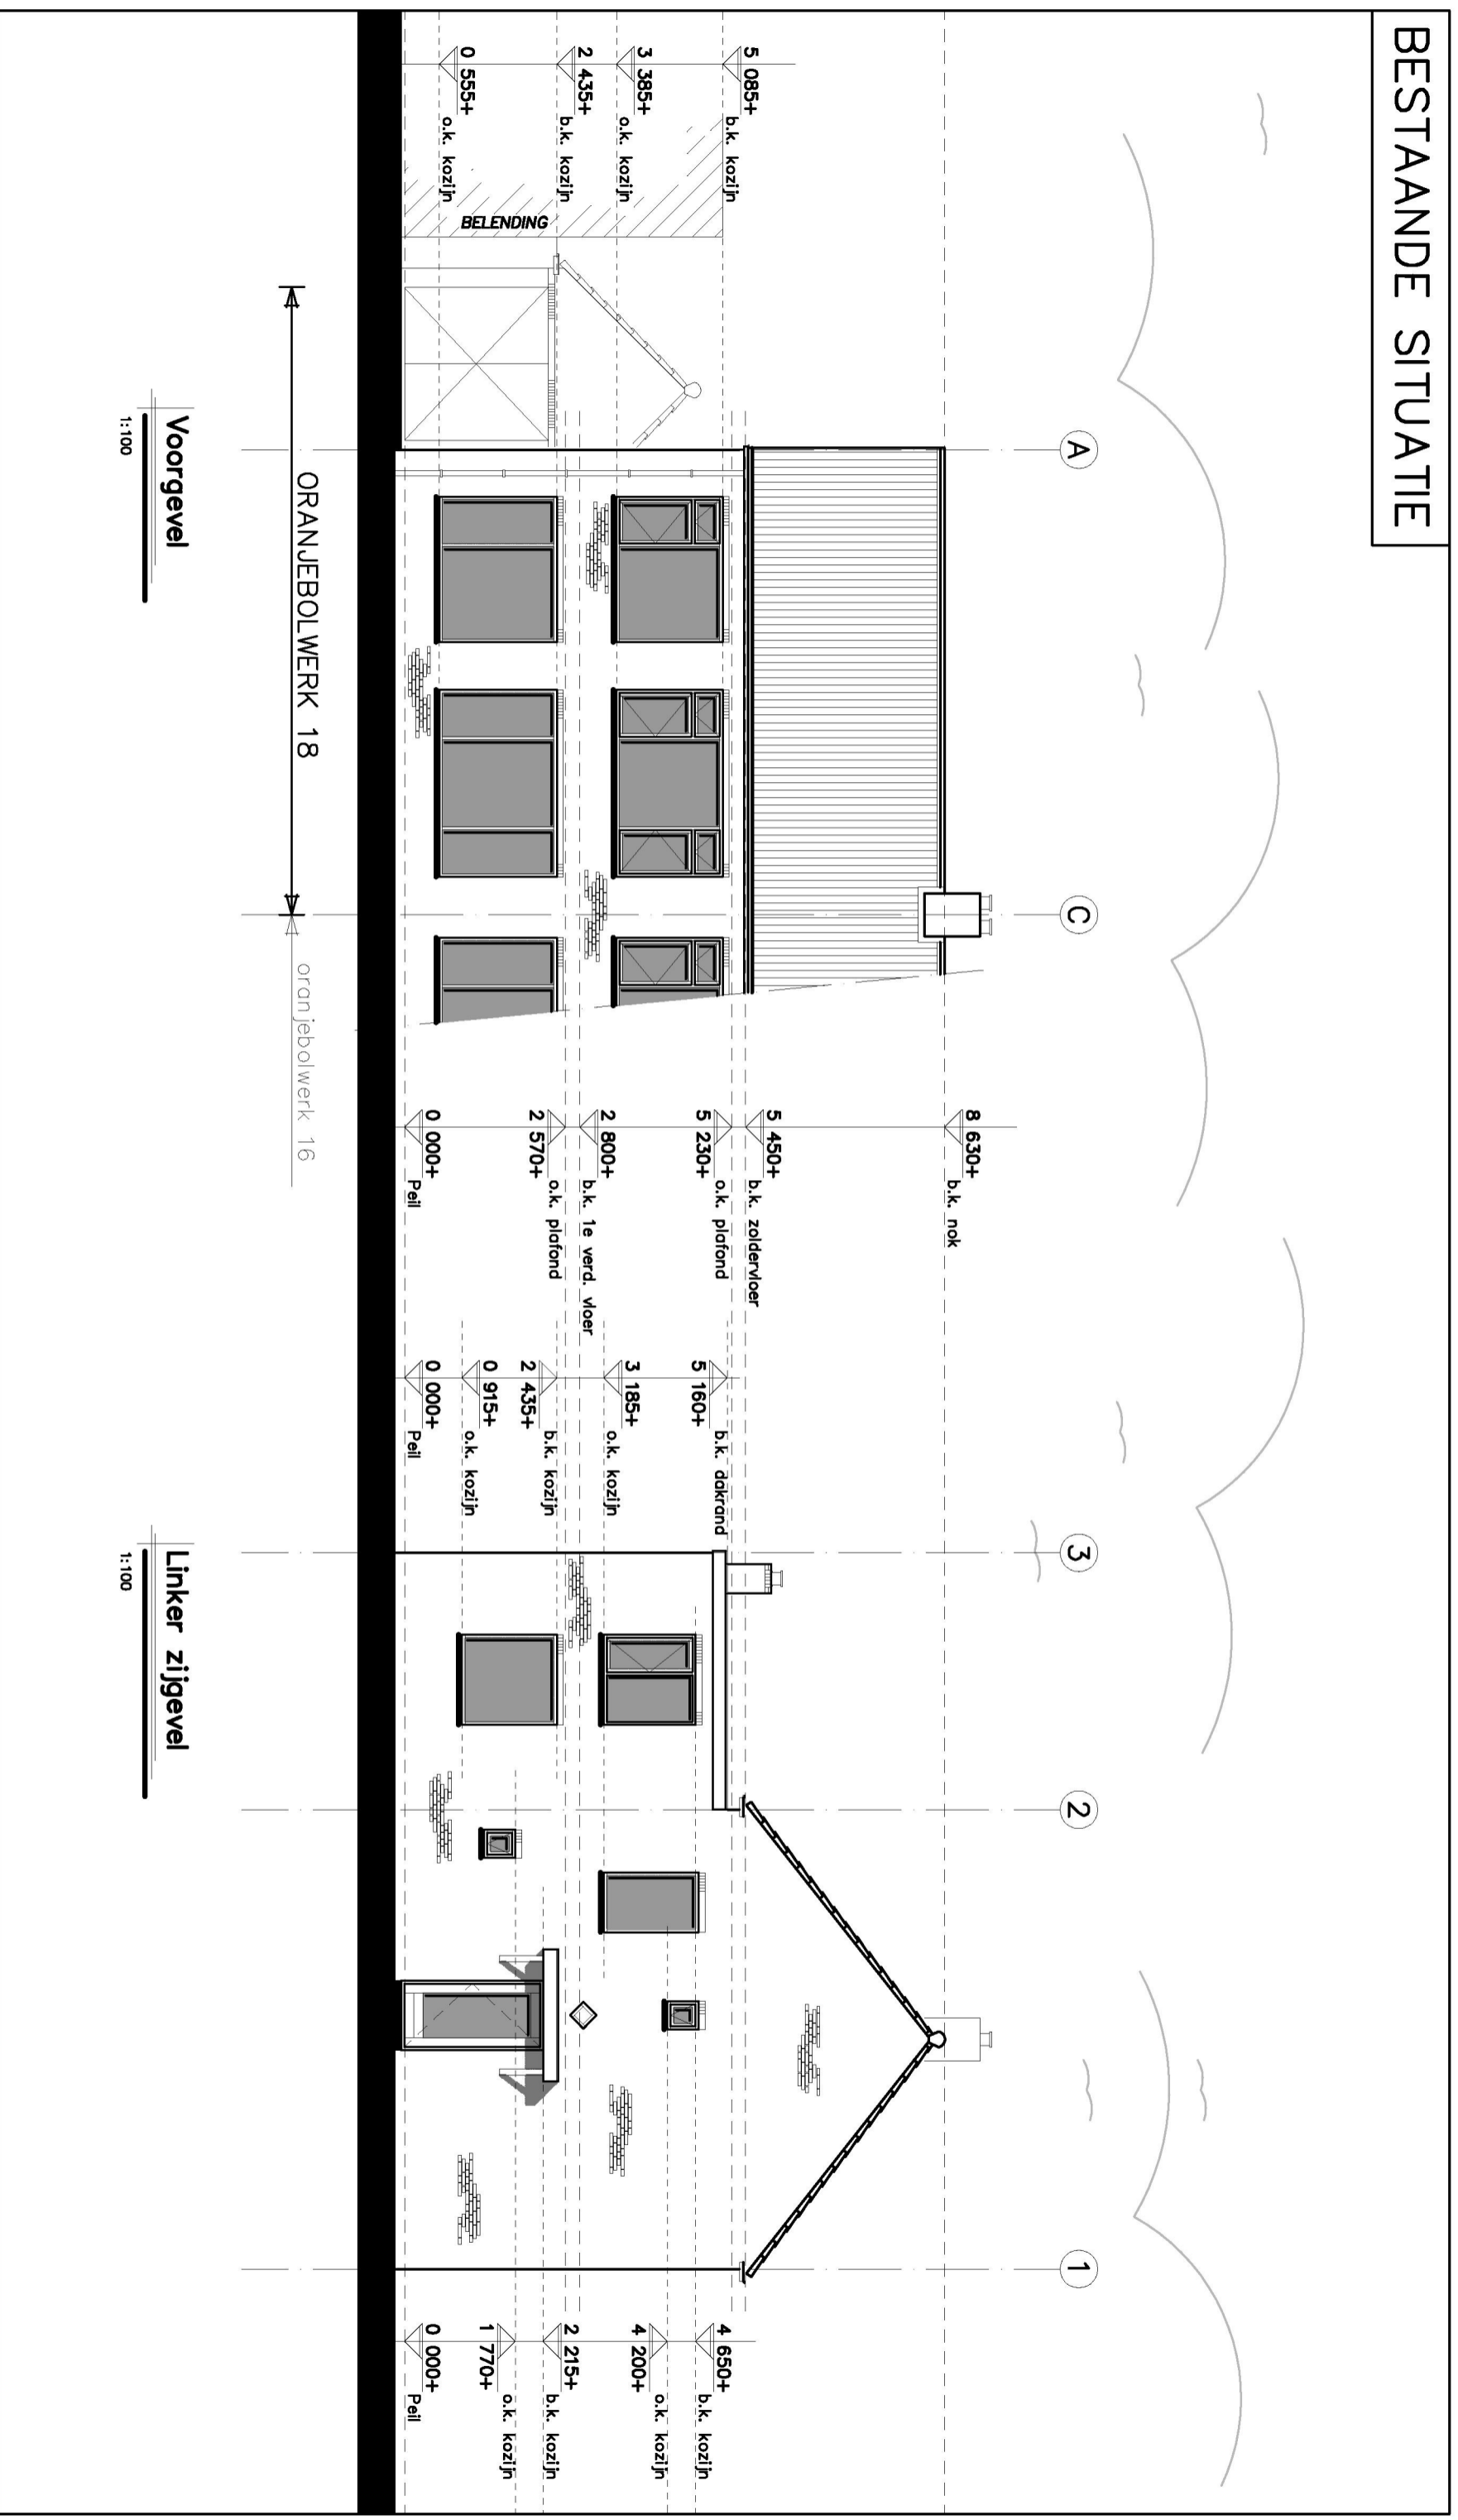 BESTAANDE SITUATIE
A
C
3
2
1
8 630+
b.k. nok
5 450+
b.k. zoldervloer
5 230+
o.k. plafond
2 800+
b.k. 1e verd. vloer
2 570+
o.k. plafond
0 000+
Peil
5 085+
b.k. kozijn
3 385+
o.k. kozijn
2 435+
b.k. kozijn
0 555+
o.k. kozijn
BELENDING
5 160+
b.k. dakrand
3 185+
o.k. kozijn
2 435+
b.k. kozijn
0 915+
o.k. kozijn
0 000+
Peil
4 650+
b.k. kozijn
4 200+
o.k. kozijn
2 215+
b.k. kozijn
1 770+
o.k. kozijn
0 000+
Peil
ORANJEBOLWERK 18
oranjebolwerk 16
Voorgevel
1:100
Linker zijgevel
1:100